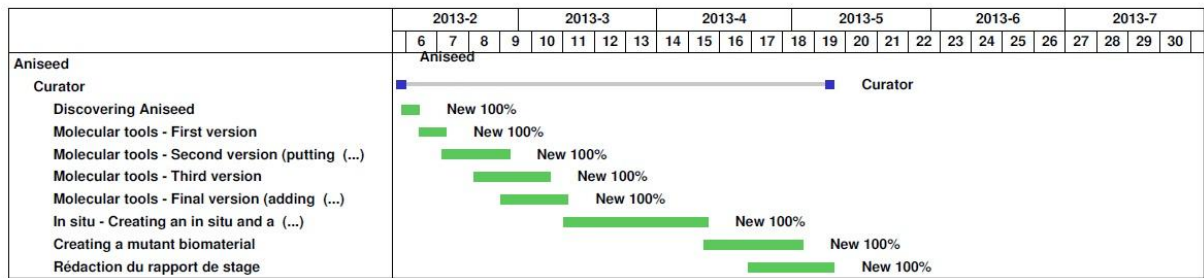 2013-2 2013-3 2013-4 2013-5 2013-6 2013-7
6 7 8 9 10 11 12 13 14 15 16 17 18 19 20 21 22 23 24 25 26 27 28 29 30
Aniseed Aniseed
Curator Curator
Discovering Aniseed New 100%
Molecular tools - First version New 100%
Molecular tools - Second version (putting (...) New 100%
Molecular tools - Third version New 100%
Molecular tools - Final version (adding (...) New 100%
In situ - Creating an in situ and a (...) New 100%
Creating a mutant biomaterial New 100%
Rédaction du rapport de stage New 100%